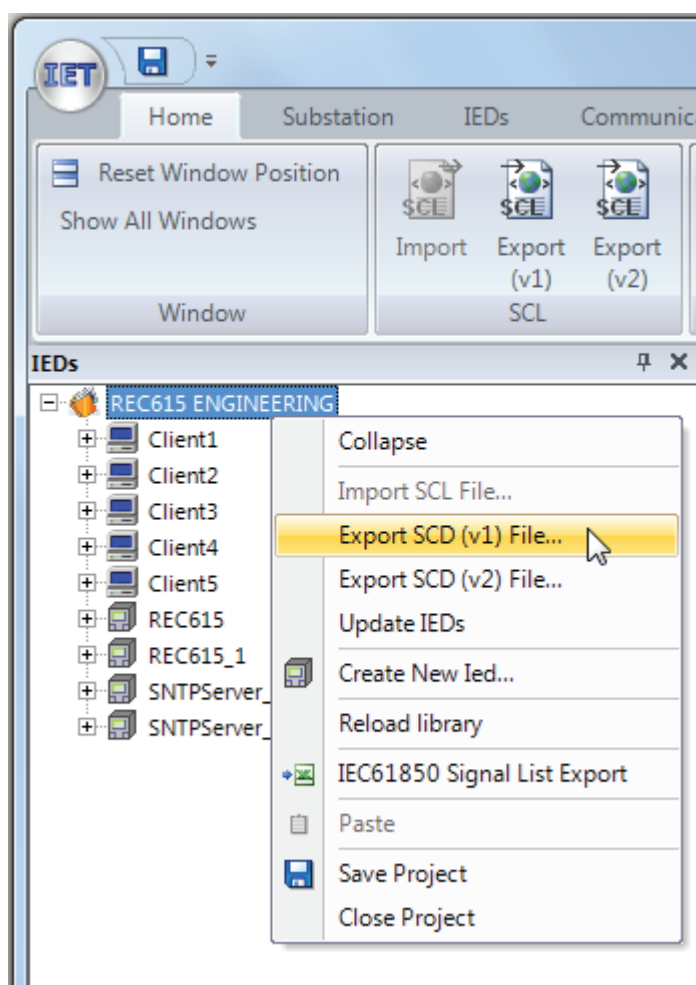 IET
Home Substation IEDs Communic
Reset Window Position
Show All Windows
Window
SCL SCL SCL
Import Export (v1) Export (v2)
SCL
IEDs
REC615 ENGINEERING
Client1
Client2
Client3
Client4
Client5
REC615
REC615_1
SNTPServer_
SNTPServer_
Collapse
Import SCL File...
Export SCD (v1) File...
Export SCD (v2) File...
Update IEDs
Create New Ied...
Reload library
IEC61850 Signal List Export
Paste
Save Project
Close Project